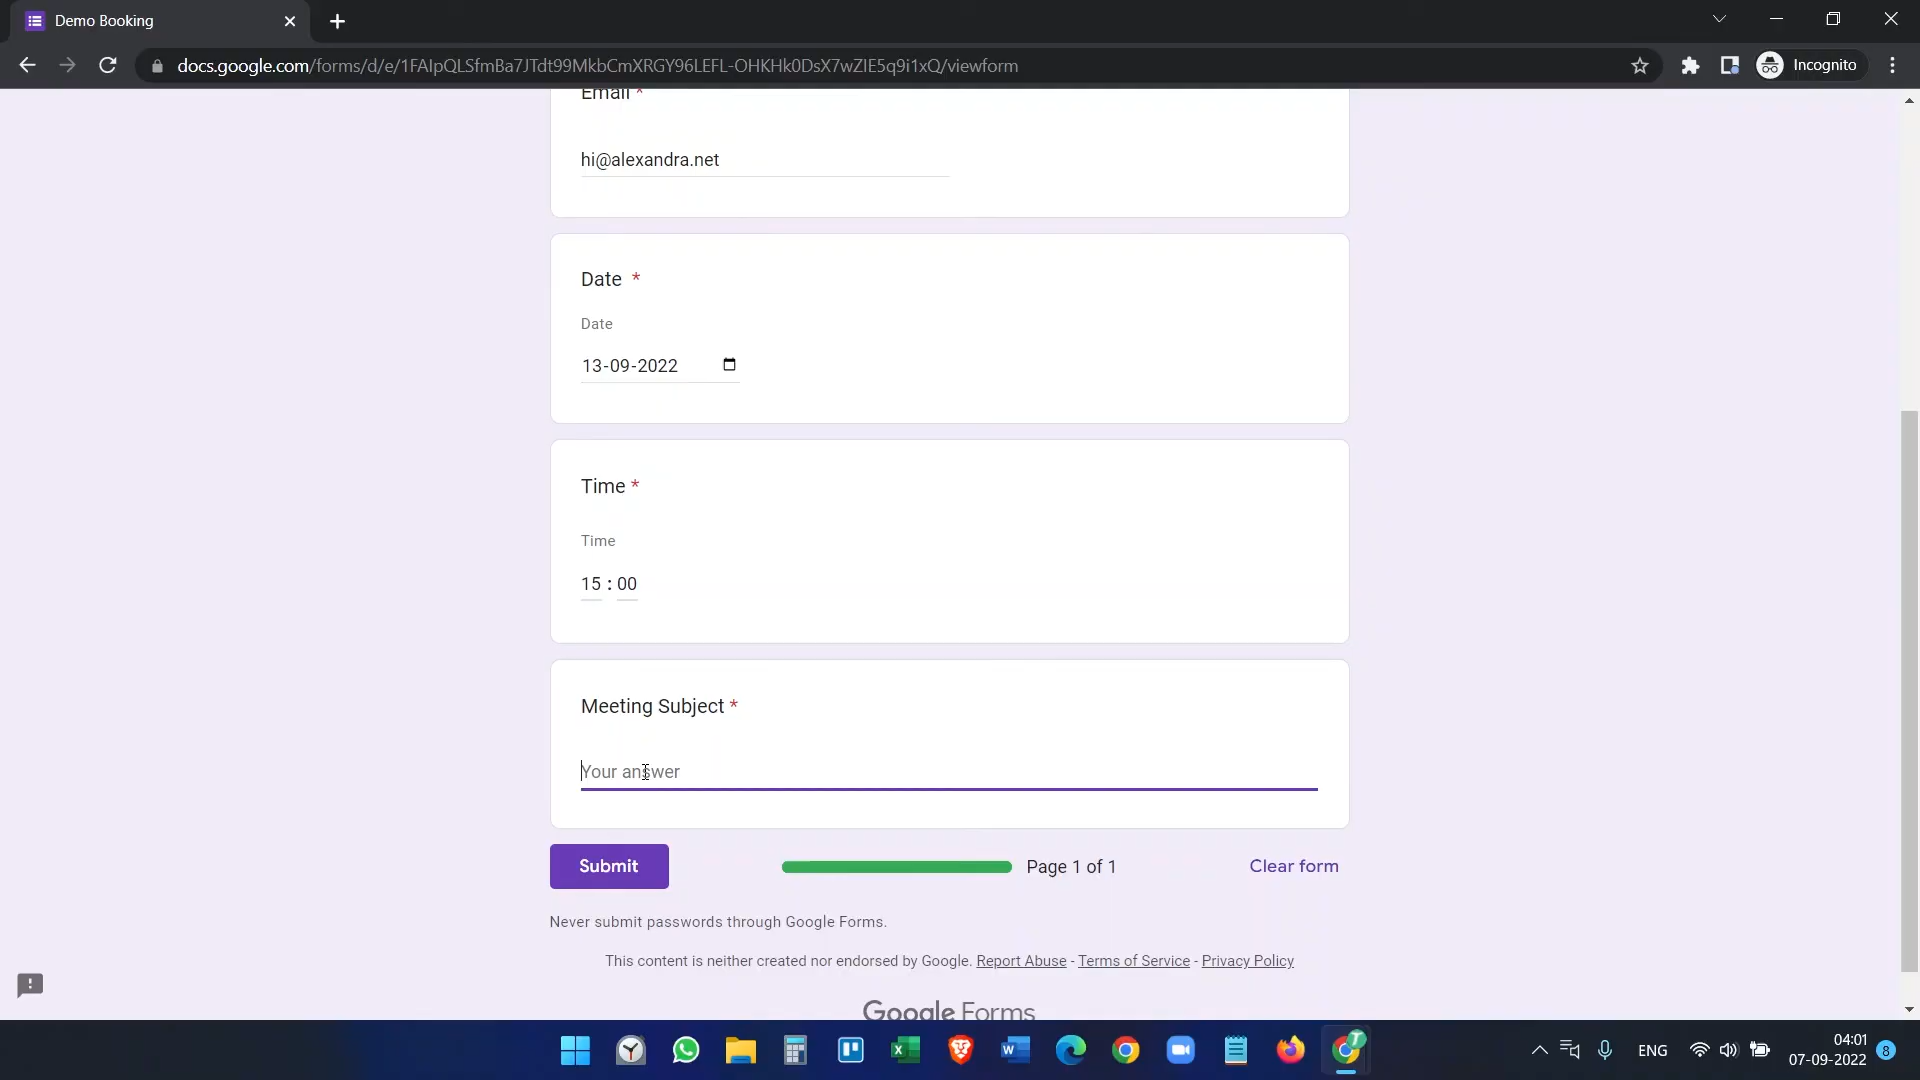 Demo Booking
docs.google.com/forms/d/e/1FAIpQLSfmBa7JTdt99MkbCmXRGY96LEFL-OHKHk0DsX7wZIE5q9i1xQ/viewform
Incognito
Email *
hi@alexandra.net
Date *
Date
13-09-2022
Time *
Time
15 : 00
Meeting Subject *
Your answer
Submit
Page 1 of 1
Clear form
Never submit passwords through Google Forms.
This content is neither created nor endorsed by Google. Report Abuse - Terms of Service - Privacy Policy
Google Forms
ENG
04:01
07-09-2022
8